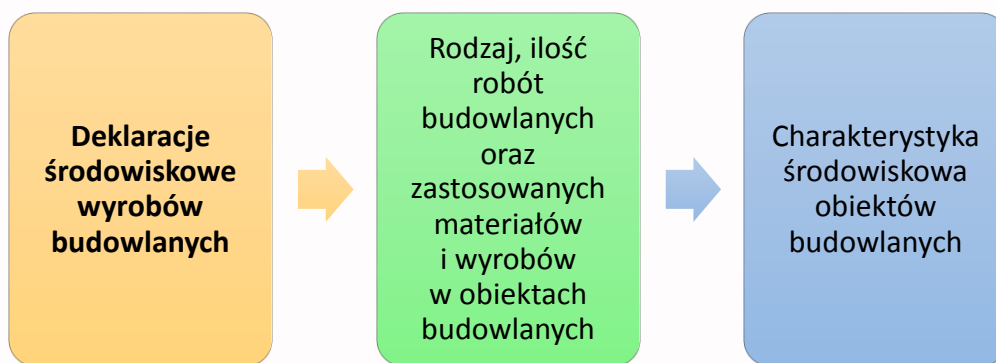 Deklaracje
środowiskowe
wyrobów
budowlanych
Rodzaj, ilość
robót
budowlanych
oraz
zastosowanych
materiałów
i wyrobów
w obiektach
budowlanych
Charakterystyka
środowiskowa
obiektów
budowlanych